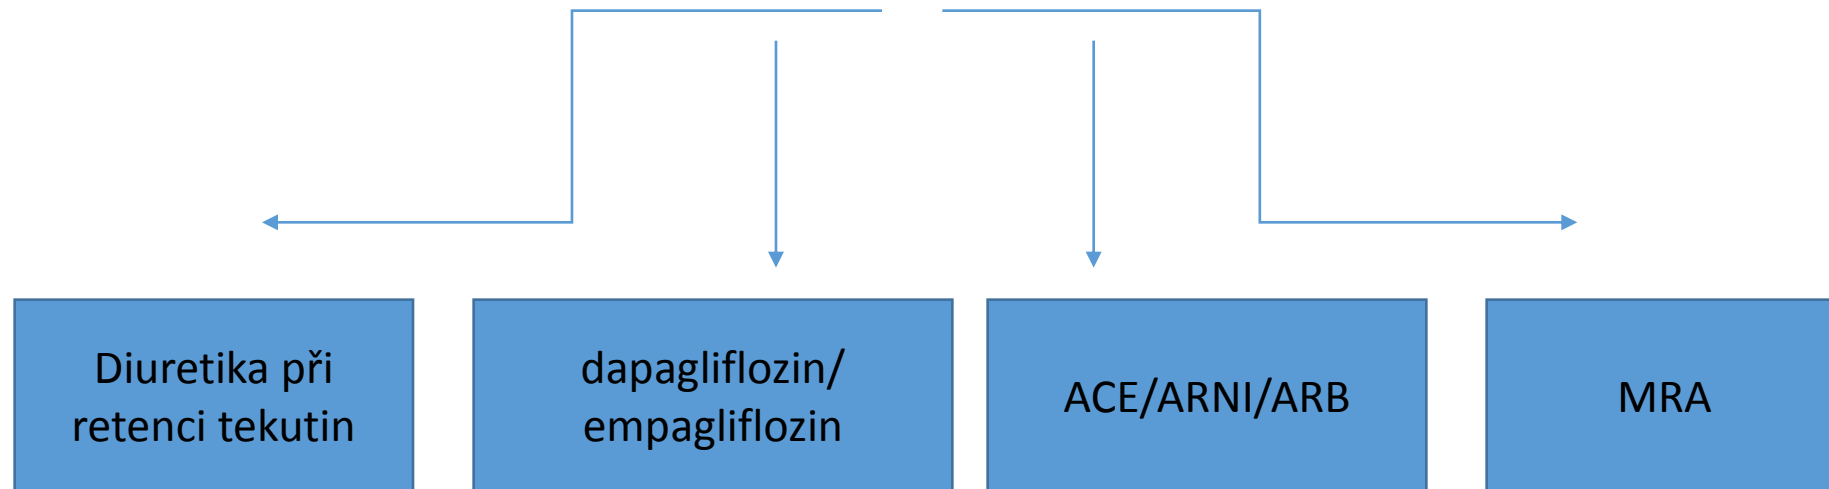 Diuretika při
retenci tekutin
dapagliflozin/
empagliflozin
ACE/ARNI/ARB
MRA